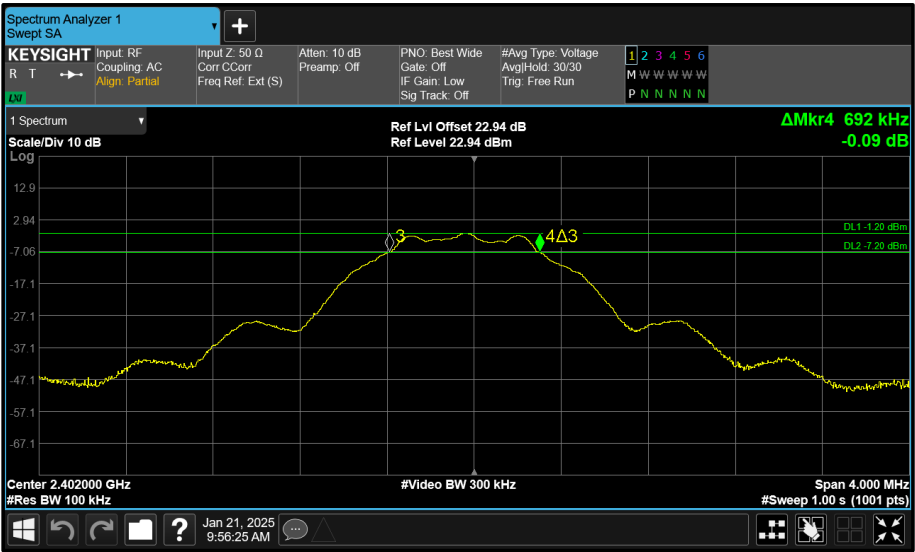 Spectrum Analyzer 1
Swept SA
KEYSIGHT
R T
LXI
Input: RF
Coupling: AC
Align: Partial
Input Z: 50 Ω
Corr CCorr
Freq Ref: Ext (S)
Atten: 10 dB
Preamp: Off
PNO: Best Wide
Gate: Off
IF Gain: Low
Sig Track: Off
#Avg Type: Voltage
Avg|Hold: 30/30
Trig: Free Run
1 2 3 4 5 6
M W W W W W
P N N N N N
1 Spectrum
Scale/Div 10 dB
Log
Ref Lvl Offset 22.94 dB
Ref Level 22.94 dBm
ΔMkr4 692 kHz
-0.09 dB
12.9
2.94
-7.06
-17.1
-27.1
-37.1
-47.1
-57.1
-67.1
3
4Δ3
DL1 -1.20 dBm
DL2 -7.20 dBm
Center 2.402000 GHz
#Res BW 100 kHz
#Video BW 300 kHz
Span 4.000 MHz
#Sweep 1.00 s (1001 pts)
?
Jan 21, 2025
9:56:25 AM